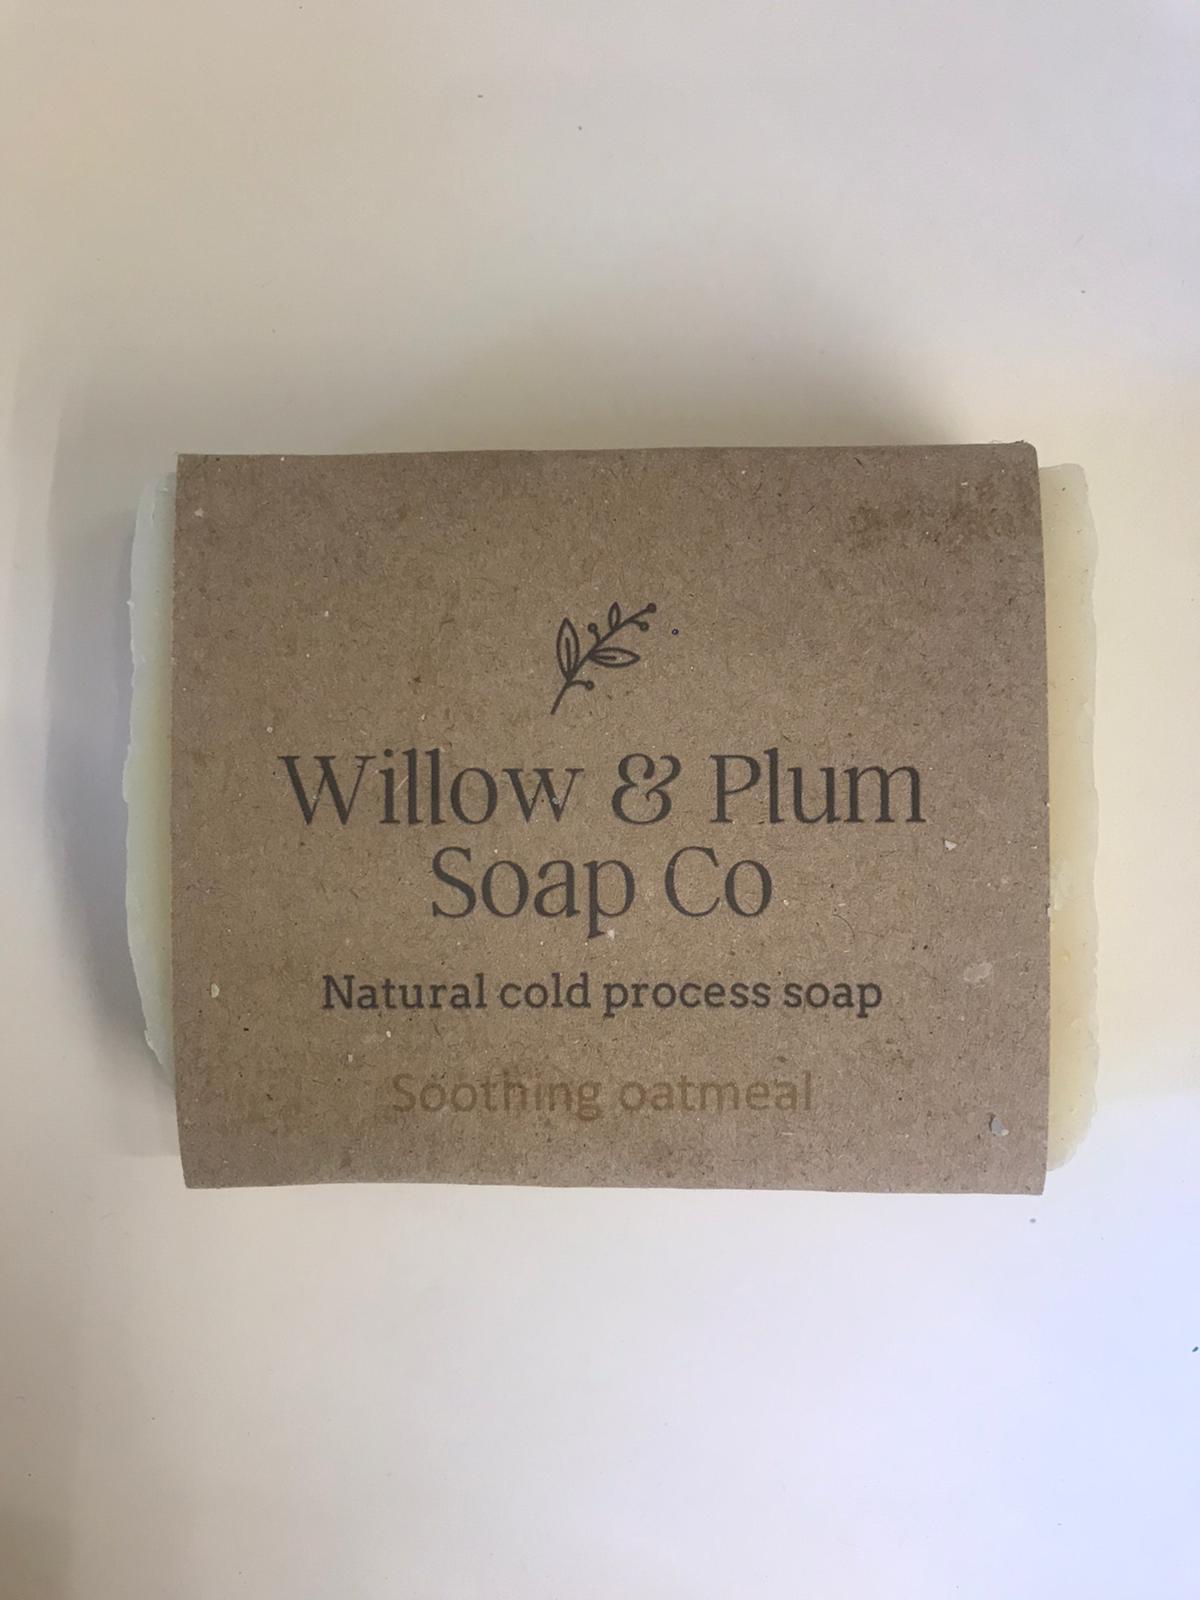 Willow & Plum
Soap Co
Natural cold process soap
Soothing oatmeal